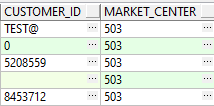 CUSTOMER_ID MARKET_CENTER
TEST@ ... 503 ...
0 ... 503 ...
5208559 ... 503 ...
... 503 ...
8453712 ... 503 ...